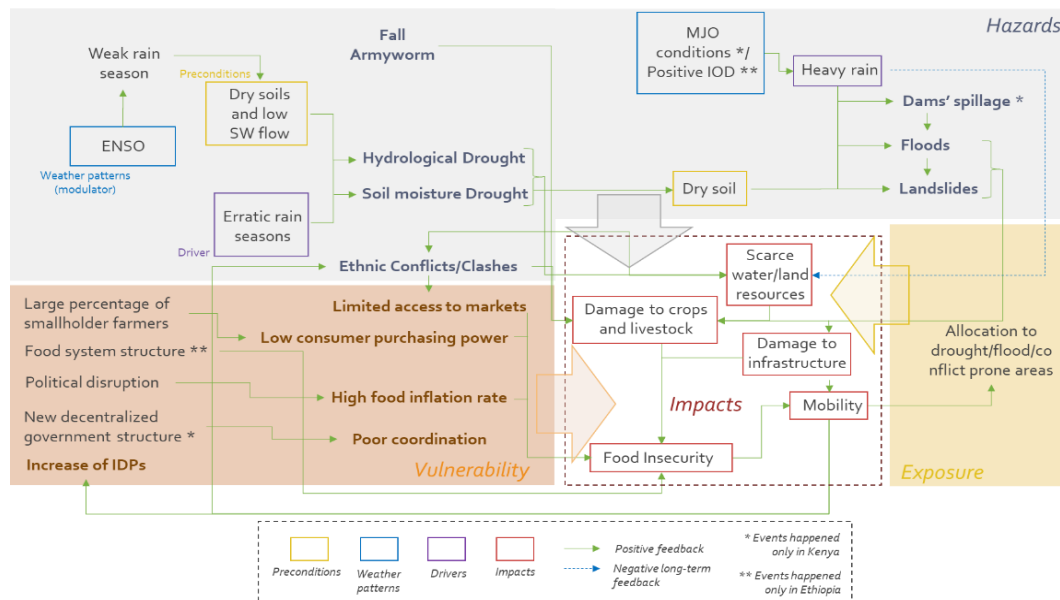 Hazards
Weak rain
season
Fall
Armyworm
MJO
conditions */
Positive IOD **
Heavy rain
Preconditions
Dry soils
and low
SW flow
Dams' spillage *
ENSO
Floods
Weather patterns
(modulator)
Hydrological Drought
Soil moisture Drought
Dry soil
Landslides
Erratic rain
seasons
Driver
Ethnic Conflicts/Clashes
Scarce
water/land
resources
Large percentage of
smallholder farmers
Limited access to markets
Damage to crops
and livestock
Low consumer purchasing power
Food system structure **
Damage to
infrastructure
Allocation to
drought/flood/co
nflict prone areas
Political disruption
High food inflation rate
Impacts
Mobility
New decentralized
government structure *
Poor coordination
Food Insecurity
Increase of IDPs
Vulnerability
Exposure
Preconditions
Weather
patterns
Drivers
Impacts
Positive feedback
Negative long-term
feedback
* Events happened
only in Kenya
** Events happened
only in Ethiopia